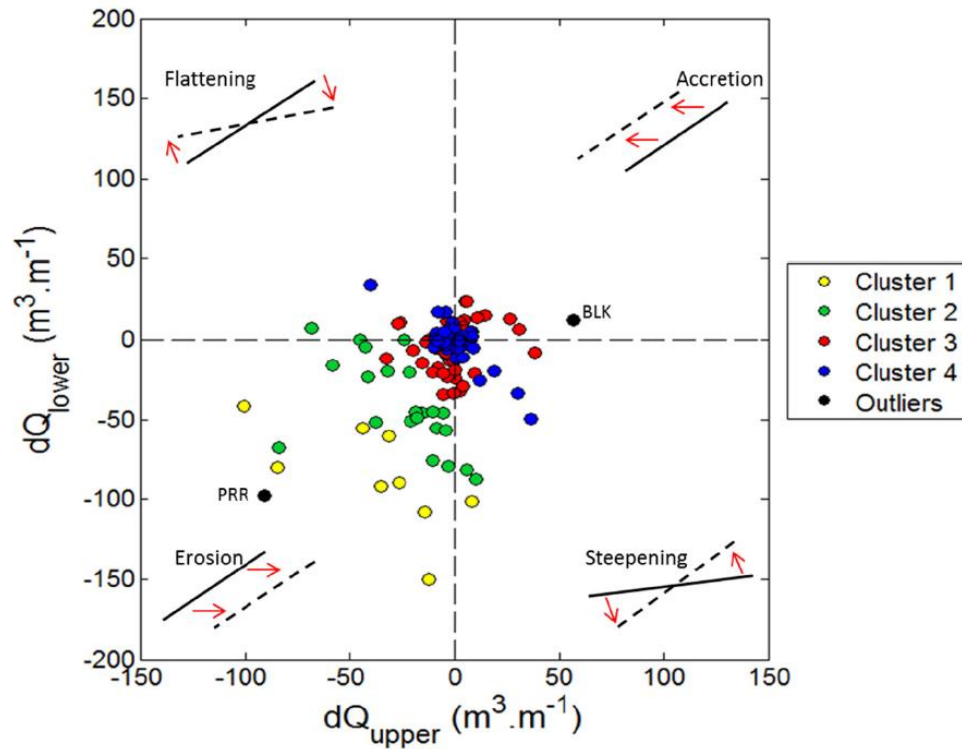 200
150
100
50
0
-50
-100
-150
-200
-150
-100
-50
0
50
100
150
dQlower (m³.m⁻¹)
dQupper (m³.m⁻¹)
Flattening
Accretion
Erosion
Steepening
BLK
PRR
Cluster 1
Cluster 2
Cluster 3
Cluster 4
Outliers